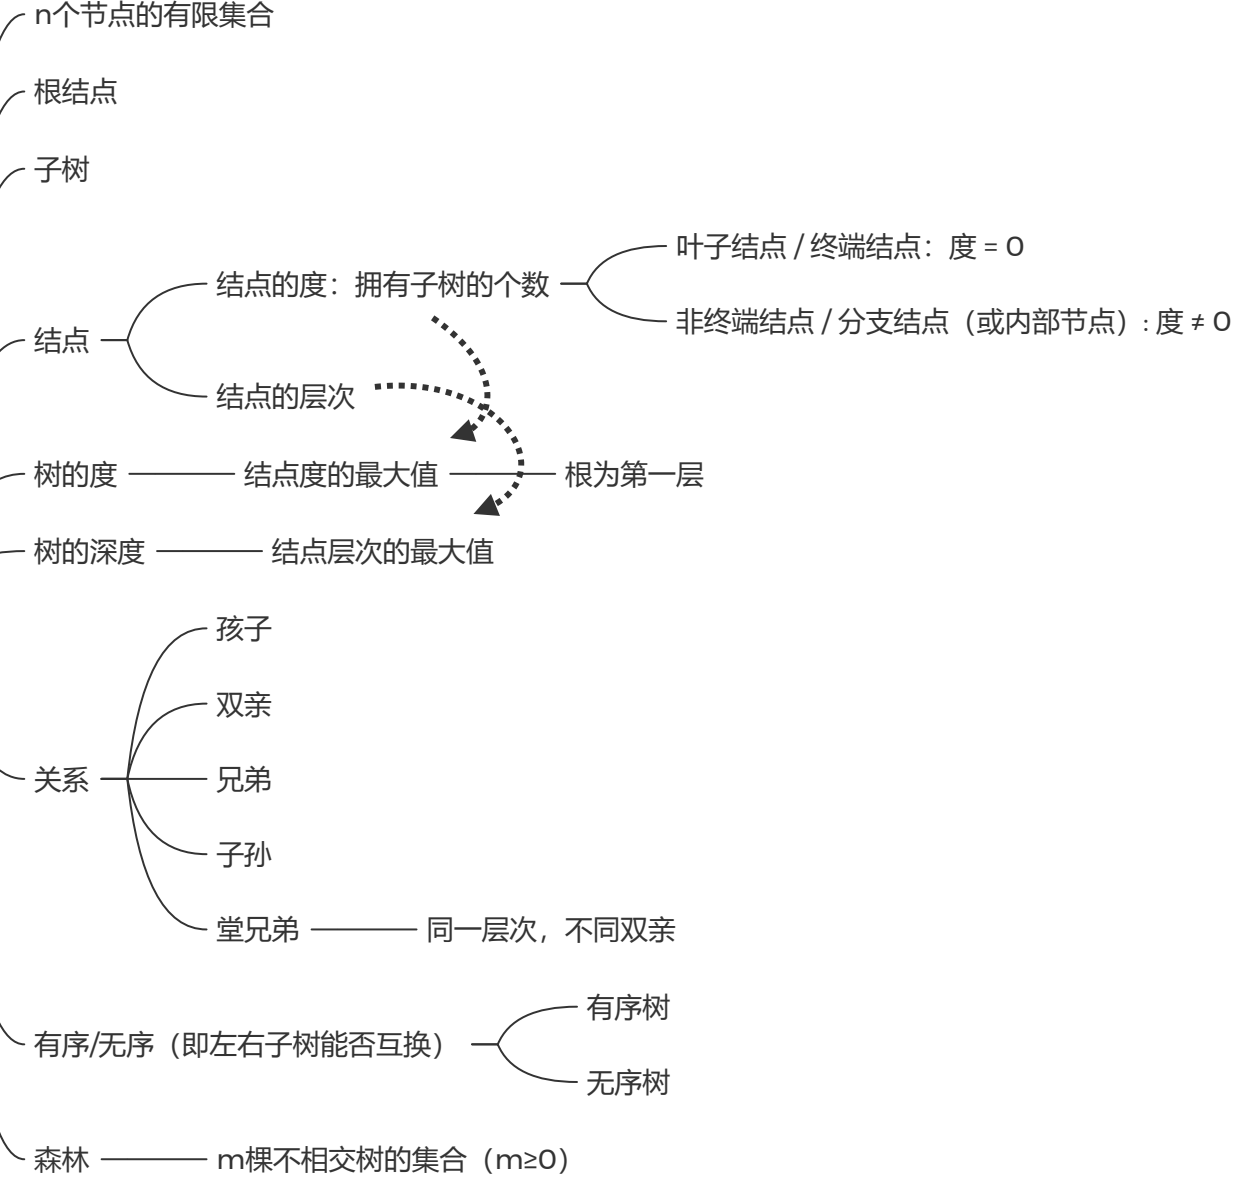 n个节点的有限集合
根结点
子树
结点
结点的度：拥有子树的个数
叶子结点 / 终端结点：度 = 0
非终端结点 / 分支结点（或内部节点）: 度 ≠ 0
结点的层次
树的度
结点度的最大值
根为第一层
树的深度
结点层次的最大值
关系
孩子
双亲
兄弟
子孙
堂兄弟
同一层次，不同双亲
有序/无序（即左右子树能否互换）
有序树
无序树
森林
m棵不相交树的集合（m≥0）